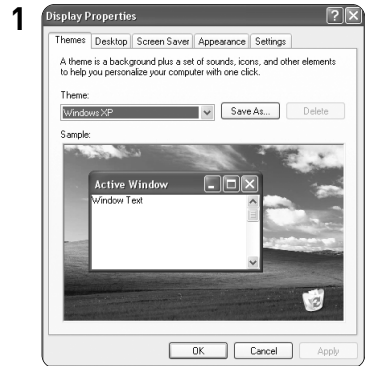 1
Display Properties
Themes Desktop Screen Saver Appearance Settings
A theme is a background plus a set of sounds, icons, and other elements
to help you personalize your computer with one click.
Theme:
Windows XP Save As... Delete
Sample:
Active Window
Window Text
OK Cancel Apply